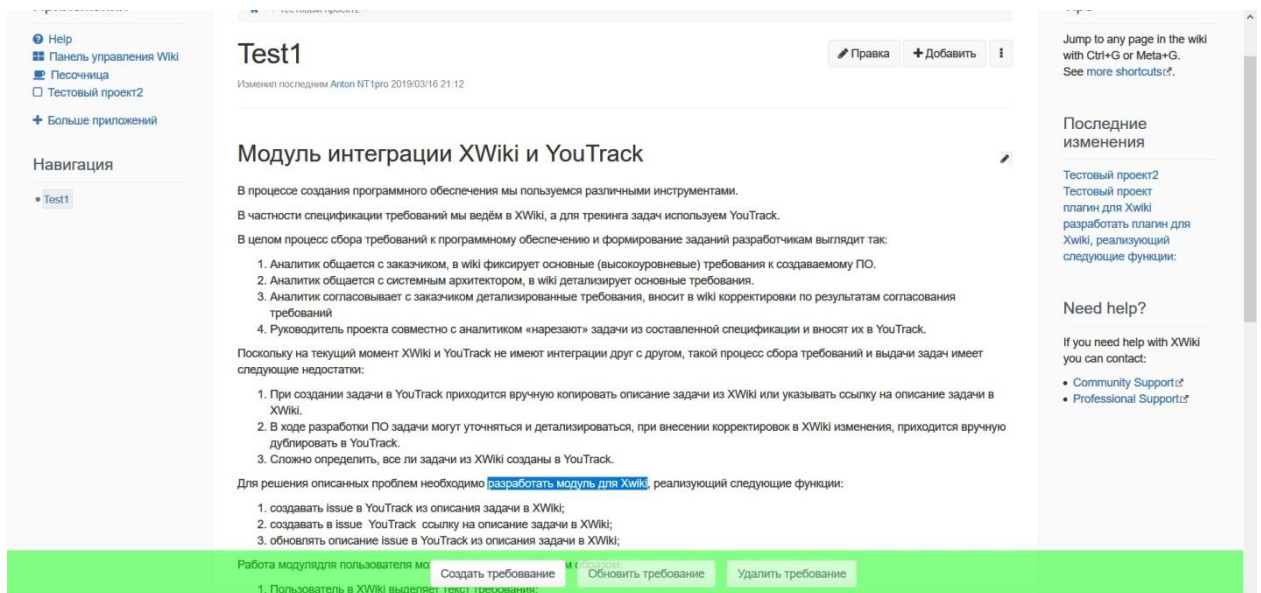 Help
Панель управления Wiki
Песочница
Тестовый проект2
Больше приложений
Навигация
Test1
Test1
Правка
Добавить
Изменил последним Anton NT1pro 2019/03/16 21:12
Модуль интеграции XWiki и YouTrack
В процессе создания программного обеспечения мы пользуемся различными инструментами.
В частности спецификации требований мы ведём в XWiki, а для трекинга задач используем YouTrack.
В целом процесс сбора требований к программному обеспечению и формирование заданий разработчикам выглядит так:
1. Аналитик общается с заказчиком, в wiki фиксирует основные (высокоуровневые) требования к создаваемому ПО.
2. Аналитик общается с системным архитектором, в wiki детализирует основные требования.
3. Аналитик согласовывает с заказчиком детализированные требования, вносит в wiki корректировки по результатам согласования
требований
4. Руководитель проекта совместно с аналитиком «нарезают» задачи из составленной спецификации и вносят их в YouTrack.
Поскольку на текущий момент XWiki и YouTrack не имеют интеграции друг с другом, такой процесс сбора требований и выдачи задач имеет
следующие недостатки:
1. При создании задачи в YouTrack приходится вручную копировать описание задачи из XWiki или указывать ссылку на описание задачи в
XWiki.
2. В ходе разработки ПО задачи могут уточняться и детализироваться, при внесении корректировок в XWiki изменения, приходится вручную
дублировать в YouTrack.
3. Сложно определить, все ли задачи из XWiki созданы в YouTrack.
Для решения описанных проблем необходимо разработать модуль для Xwiki, реализующий следующие функции:
1. создавать issue в YouTrack из описания задачи в XWiki;
2. создавать в issue YouTrack ссылку на описание задачи в XWiki;
3. обновлять описание issue в YouTrack из описания задачи в XWiki;
Работа модулядля пользователя
1. Пользователь в XWiki выделяет текст требования;
Создать требоввание
Обновить требование
Удалить требование
Jump to any page in the wiki
with Ctrl+G or Meta+G.
See more shortcuts.
Последние
изменения
Тестовый проект2
Тестовый проект
плагин для Xwiki
разработать плагин для
Xwiki, реализующий
следующие функции:
Need help?
If you need help with XWiki
you can contact:
Community Support
Professional Support